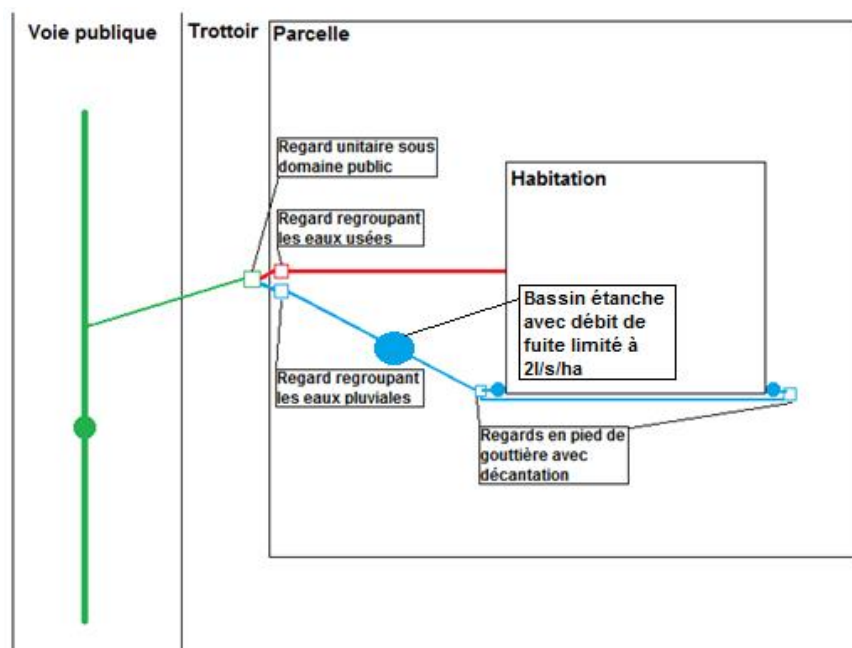 Voie publique
Trottoir
Parcelle
Regard unitaire sous
domaine public
Habitation
Regard regroupant
les eaux usées
Bassin étanche
avec débit de
fuite limité à
2l/s/ha
Regard regroupant
les eaux pluviales
Regards en pied de
gouttière avec
décantation